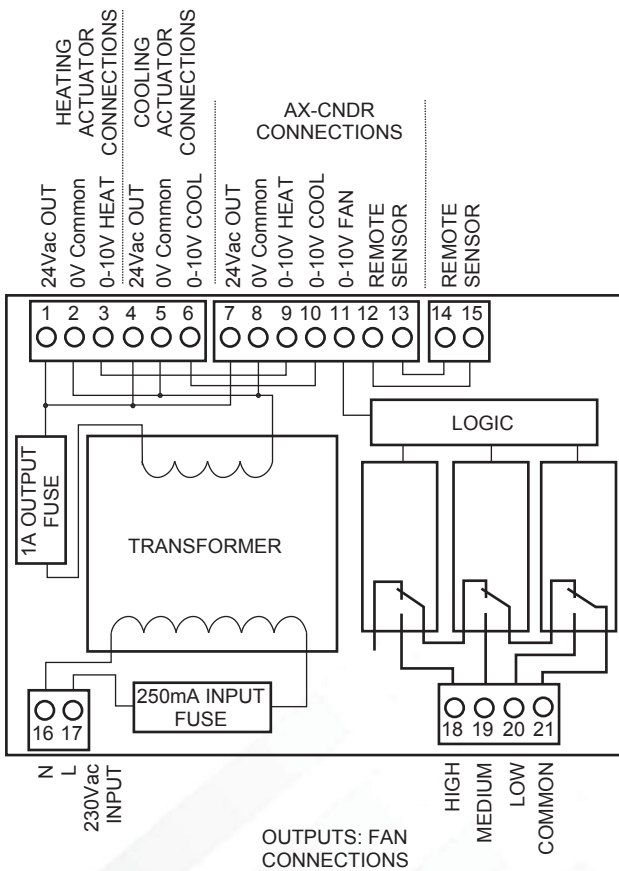 HEATING
ACTUATOR
CONNECTIONS
COOLING
ACTUATOR
CONNECTIONS
AX-CNDR
CONNECTIONS
24Vac OUT
0V Common
0-10V HEAT
24Vac OUT
0V Common
0-10V COOL
24Vac OUT
0V Common
0-10V HEAT
0-10V COOL
0-10V FAN
REMOTE
SENSOR
REMOTE
SENSOR
1 2 3 4 5 6 7 8 9 10 11 12 13 14 15
LOGIC
1A OUTPUT
FUSE
TRANSFORMER
250mA INPUT
FUSE
16 17
18 19 20 21
N
L
230Vac
INPUT
HIGH
MEDIUM
LOW
COMMON
OUTPUTS: FAN
CONNECTIONS